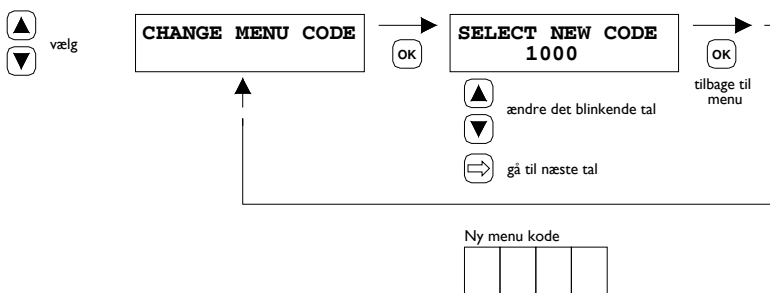 vælg
CHANGE MENU CODE
OK
SELECT NEW CODE
1000
OK
tilbage til
menu
ændre det blinkende tal
gå til næste tal
Ny menu kode